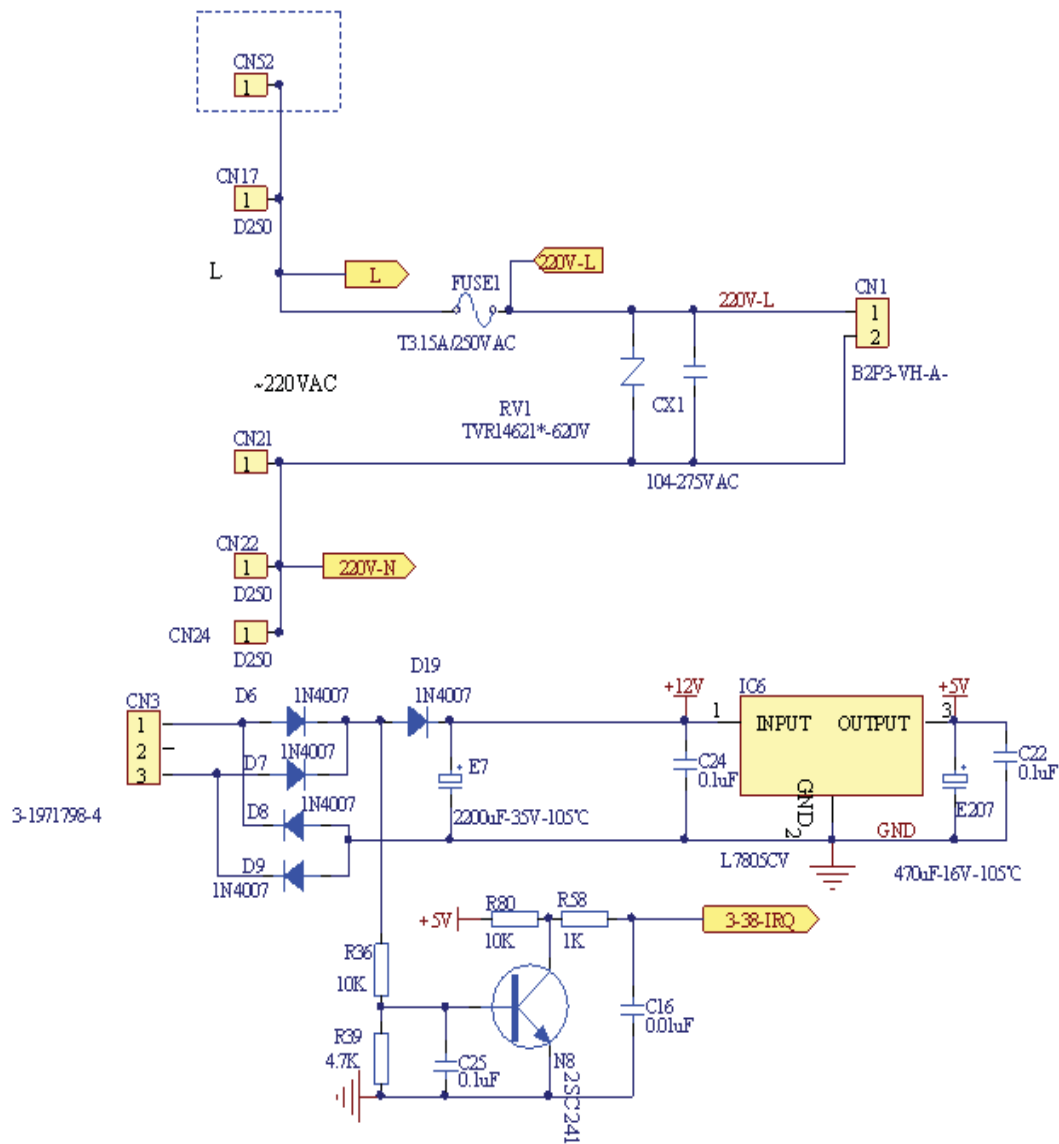 CN52
1
CN17
1
D250
L
L
FUSE1
T3.15A/250VAC
220V-L
220V-L
CN1
1
2
B2P3-VH-A-
~220VAC
RV1
TVR14621*-620V
CX1
104-275VAC
CN21
1
CN22
1
D250
220V-N
CN24
1
D250
CN3
1
2
3
3-1971798-4
D6
1N4007
D7
1N4007
D8
1N4007
D9
1N4007
D19
1N4007
E7
2200uF-35V-105℃
+12V
C24
0.1uF
IC6
1
INPUT
OUTPUT
3
GND
2
L7805CV
GND
+5V
C22
0.1uF
E207
470uF-16V-105℃
+5V
R80
10K
R58
1K
3-38-IRQ
R36
10K
R39
4.7K
C25
0.1uF
N8
2SC241
C16
0.01uF